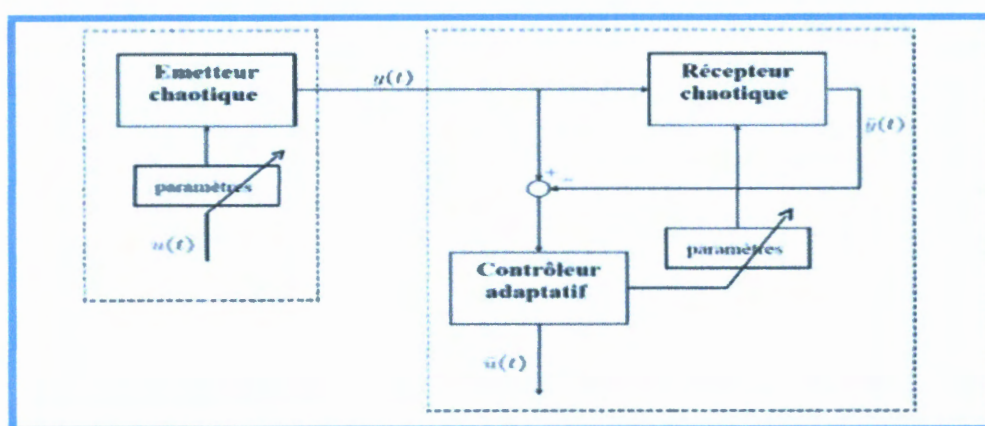 Emetteur
chaotique
y(t)
Récepteur
chaotique
ŷ(t)
paramètres
+ -
u(t)
paramètres
Contrôleur
adaptatif
û(t)